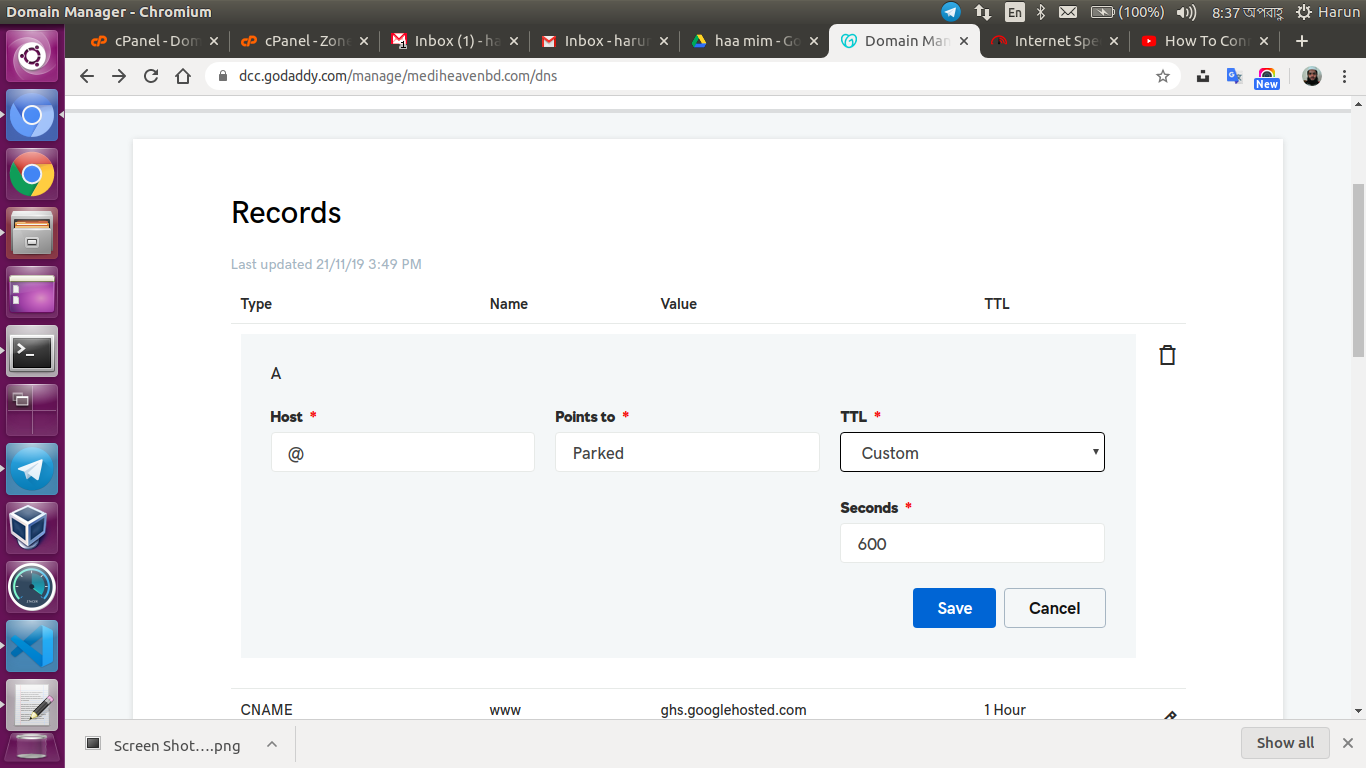 Domain Manager - Chromium
En
(100%)
8:37 অপরাহ্ণ
Harun
cPanel - Dom
cPanel - Zone
1
Inbox (1) - ha
Inbox - harun
haa mim - Go
Domain Man
Internet Spe
How To Conn
dcc.godaddy.com/manage/mediheavenbd.com/dns
New
Records
Last updated 21/11/19 3:49 PM
Type Name Value TTL
A
Host * Points to * TTL *
@ Parked Custom
Seconds *
600
Save Cancel
CNAME www ghs.googlehosted.com 1 Hour
Screen Shot....png
Show all